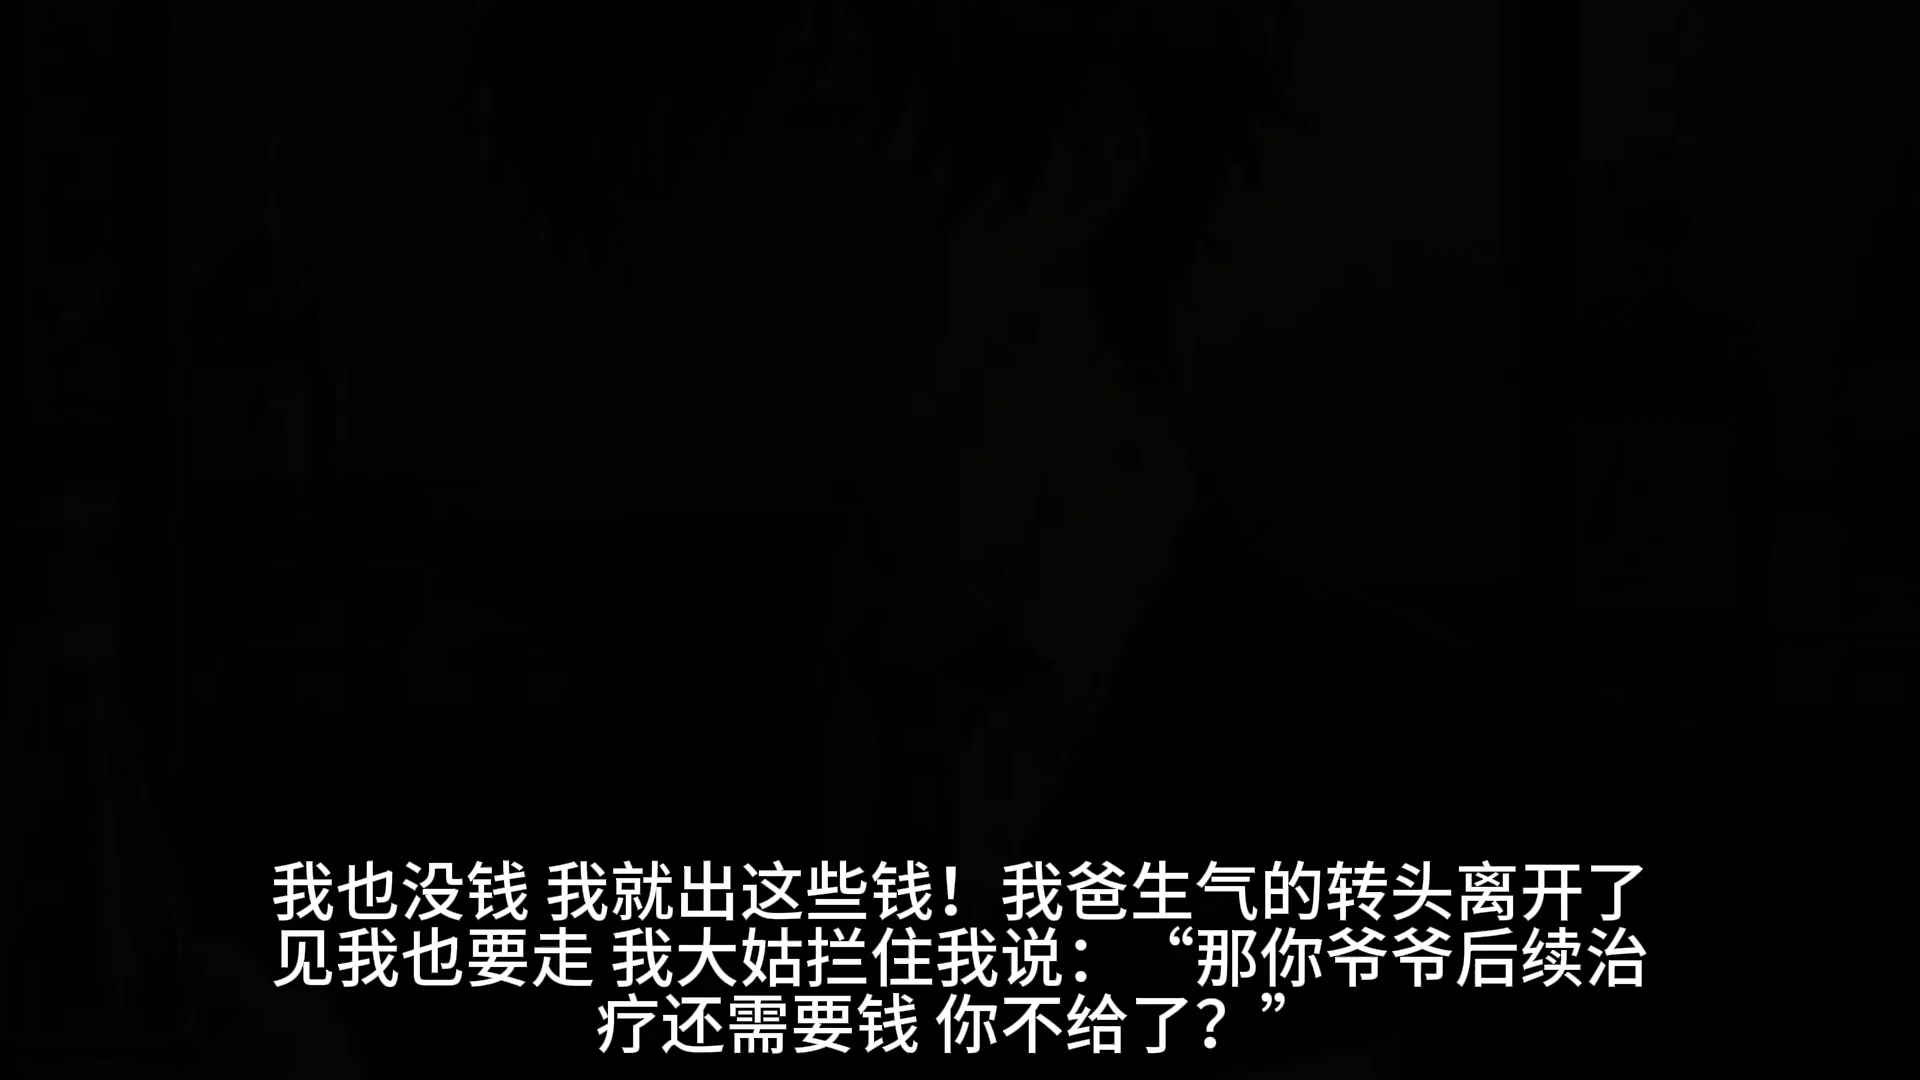 我也没钱 我就出这些钱！我爸生气的转头离开了
见我也要走 我大姑拦住我说：“那你爷爷后续治
疗还需要钱 你不给了？”